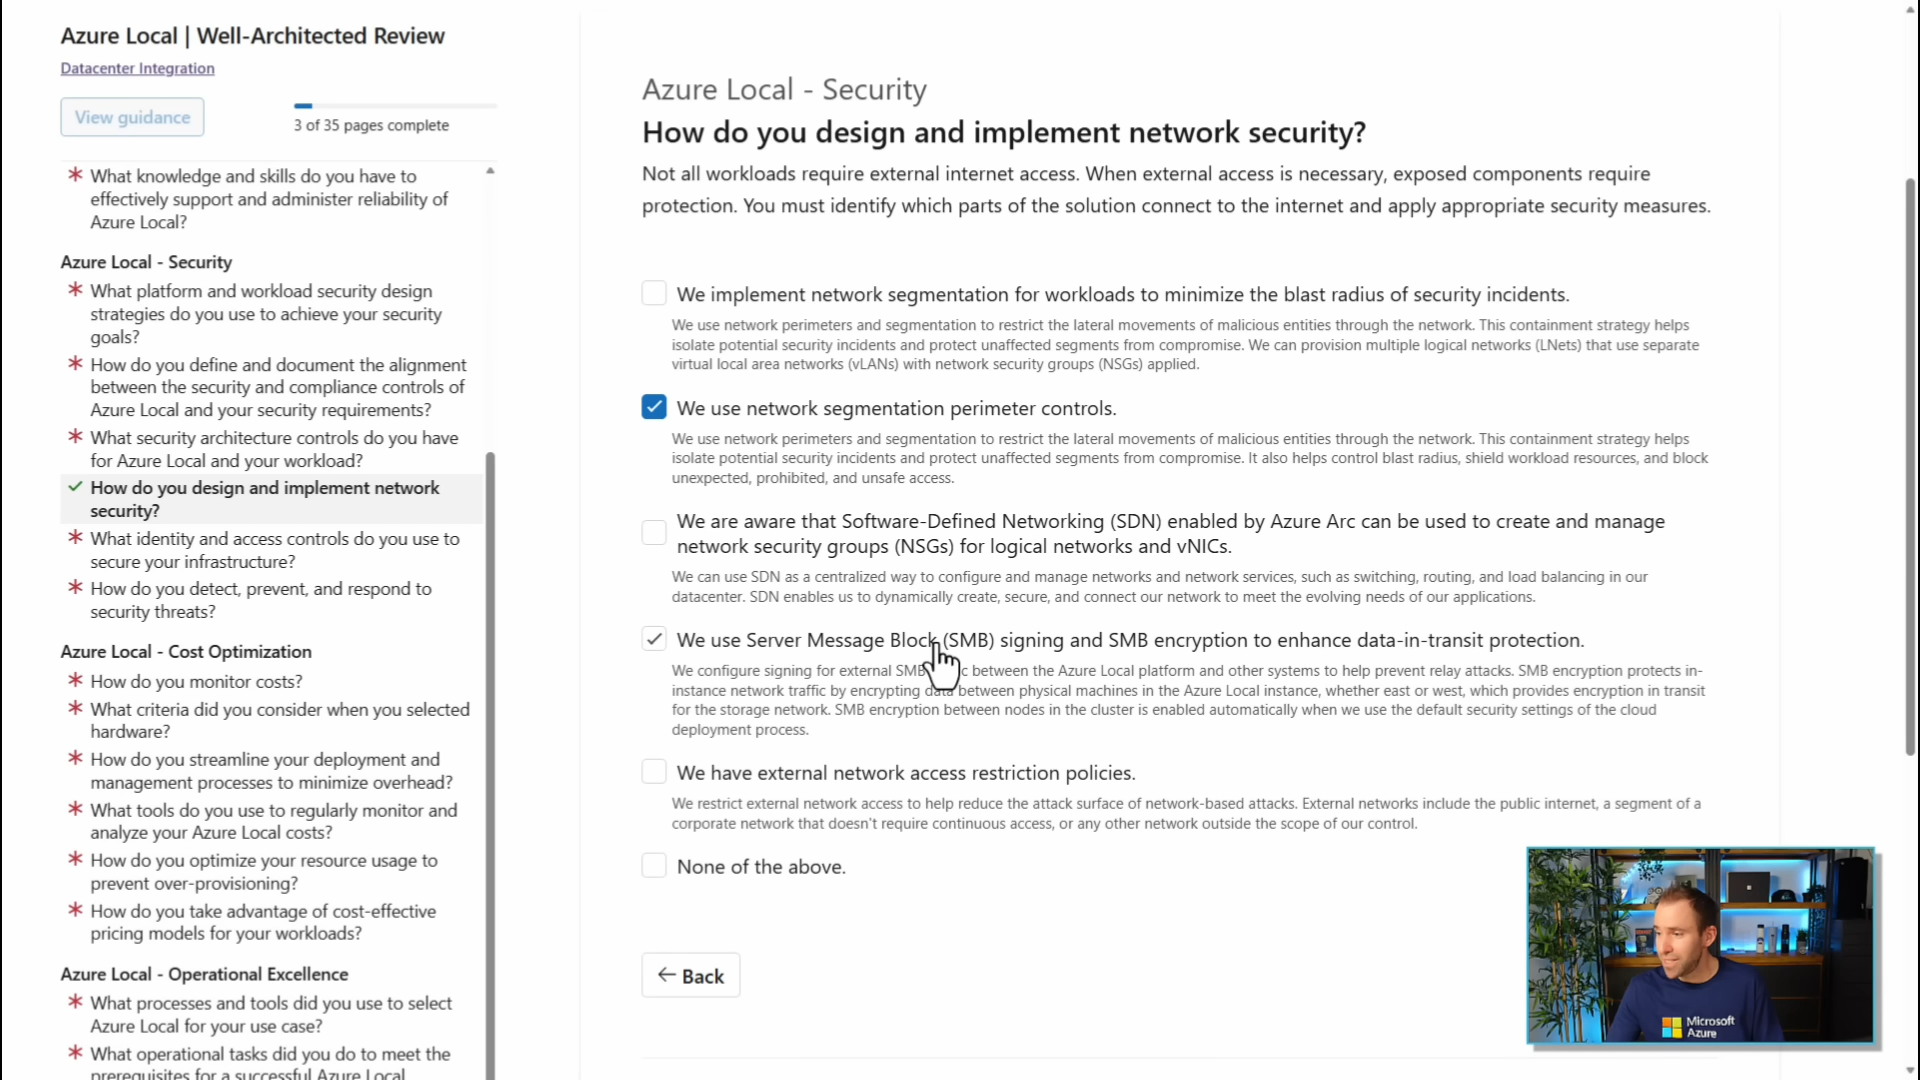 Azure Local | Well-Architected Review
Datacenter Integration
View guidance
3 of 35 pages complete
What knowledge and skills do you have to
effectively support and administer reliability of
Azure Local?
Azure Local - Security
What platform and workload security design
strategies do you use to achieve your security
goals?
How do you define and document the alignment
between the security and compliance controls of
Azure Local and your security requirements?
What security architecture controls do you have
for Azure Local and your workload?
How do you design and implement network
security?
What identity and access controls do you use to
secure your infrastructure?
How do you detect, prevent, and respond to
security threats?
Azure Local - Cost Optimization
How do you monitor costs?
What criteria did you consider when you selected
hardware?
How do you streamline your deployment and
management processes to minimize overhead?
What tools do you use to regularly monitor and
analyze your Azure Local costs?
How do you optimize your resource usage to
prevent over-provisioning?
How do you take advantage of cost-effective
pricing models for your workloads?
Azure Local - Operational Excellence
What processes and tools did you use to select
Azure Local for your use case?
What operational tasks did you do to meet the
prerequisites for a successful Azure Local
Azure Local - Security
How do you design and implement network security?
Not all workloads require external internet access. When external access is necessary, exposed components require
protection. You must identify which parts of the solution connect to the internet and apply appropriate security measures.
We implement network segmentation for workloads to minimize the blast radius of security incidents.
We use network perimeters and segmentation to restrict the lateral movements of malicious entities through the network. This containment strategy helps
isolate potential security incidents and protect unaffected segments from compromise. We can provision multiple logical networks (LNets) that use separate
virtual local area networks (vLANs) with network security groups (NSGs) applied.
We use network segmentation perimeter controls.
We use network perimeters and segmentation to restrict the lateral movements of malicious entities through the network. This containment strategy helps
isolate potential security incidents and protect unaffected segments from compromise. It also helps control blast radius, shield workload resources, and block
unexpected, prohibited, and unsafe access.
We are aware that Software-Defined Networking (SDN) enabled by Azure Arc can be used to create and manage
network security groups (NSGs) for logical networks and vNICs.
We can use SDN as a centralized way to configure and manage networks and network services, such as switching, routing, and load balancing in our
datacenter. SDN enables us to dynamically create, secure, and connect our network to meet the evolving needs of our applications.
We use Server Message Block (SMB) signing and SMB encryption to enhance data-in-transit protection.
We configure signing for external SMB between the Azure Local platform and other systems to help prevent relay attacks. SMB encryption protects in-
instance network traffic by encrypting data between physical machines in the Azure Local instance, whether east or west, which provides encryption in transit
for the storage network. SMB encryption between nodes in the cluster is enabled automatically when we use the default security settings of the cloud
deployment process.
We have external network access restriction policies.
We restrict external network access to help reduce the attack surface of network-based attacks. External networks include the public internet, a segment of a
corporate network that doesn't require continuous access, or any other network outside the scope of our control.
None of the above.
← Back
Microsoft
Azure